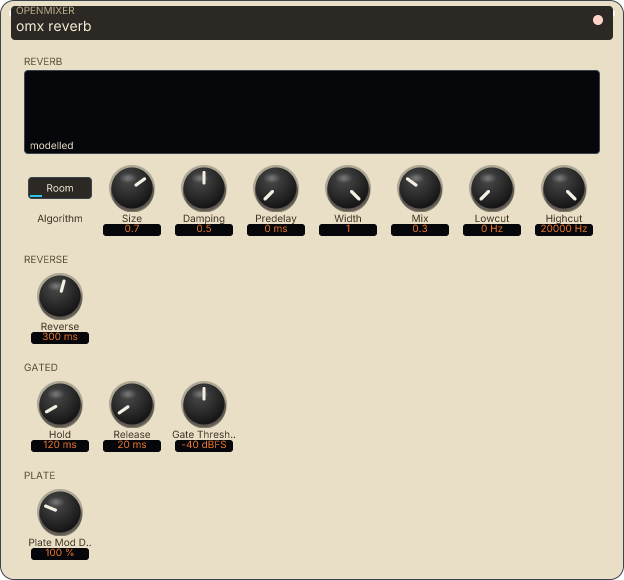 OPENMIXER
omx reverb
REVERB
modelled
Room
Algorithm Size Damping Predelay Width Mix Lowcut Highcut
0.7 0.5 0 ms 1 0.3 0 Hz 20000 Hz
REVERSE
Reverse
300 ms
GATED
Hold Release Gate Thresh..
120 ms 20 ms -40 dBFS
PLATE
Plate Mod D..
100 %